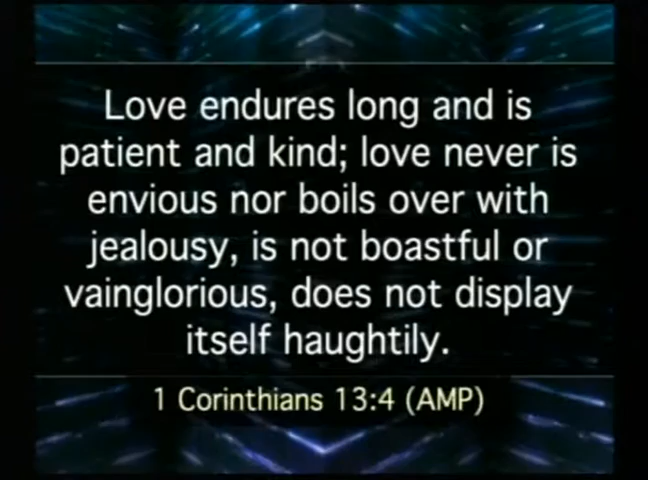 Love endures long and is
patient and kind; love never is
envious nor boils over with
jealousy, is not boastful or
vainglorious, does not display
itself haughtily.
1 Corinthians 13:4 (AMP)